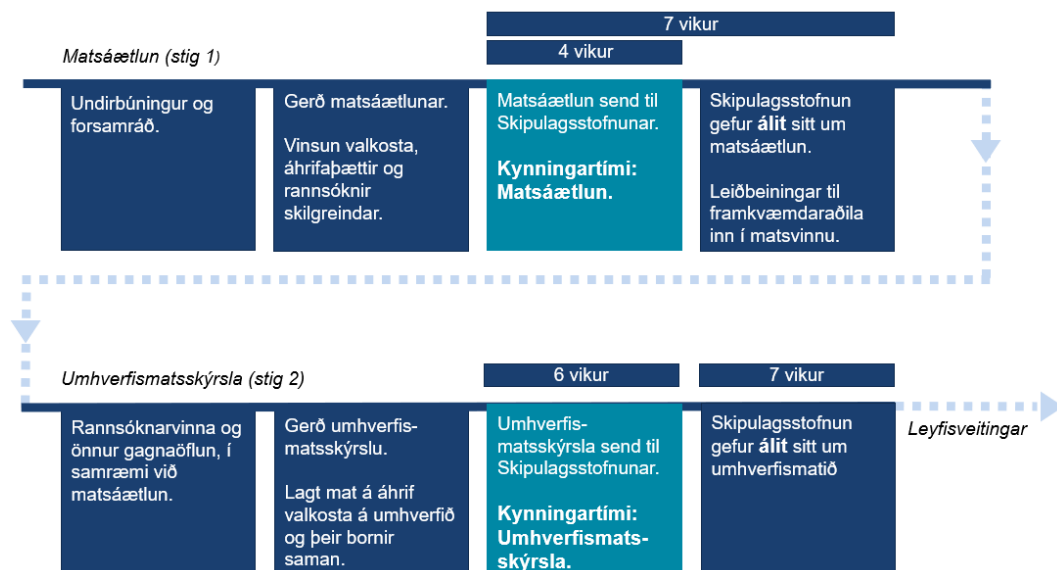 7 vikur
4 vikur
Matsáætlun (stig 1)
Undirbúningur og
forsamráð.
Gerð matsáætlunar.
Vinsun valkosta,
áhrifaþættir og
rannsóknir
skilgreindar.
Matsáætlun send til
Skipulagsstofnunar.
Kynningartími:
Matsáætlun.
Skipulagsstofnun
gefur álit sitt um
matsáætlun.
Leiðbeiningar til
framkvæmdaraðila
inn í matsvinnu.
Umhverfismatsskýrsla (stig 2)
6 vikur
7 vikur
Rannsóknarvinna og
önnur gagnaöflun, í
samræmi við
matsáætlun.
Gerð umhverfis-
matsskýrslu.
Lagt mat á áhrif
valkosta á umhverfið
og þeir bornir
saman.
Umhverfis-
matsskýrsla send til
Skipulagsstofnunar.
Kynningartími:
Umhverfismats-
skýrsla.
Skipulagsstofnun
gefur álit sitt um
umhverfismatið
Leyfisveitingar